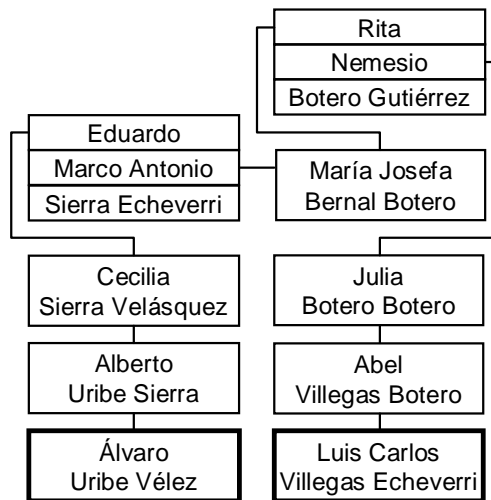 Rita
Nemesio
Botero Gutiérrez
Eduardo
Marco Antonio
Sierra Echeverri
María Josefa
Bernal Botero
Cecilia
Sierra Velásquez
Julia
Botero Botero
Alberto
Uribe Sierra
Abel
Villegas Botero
Álvaro
Uribe Vélez
Luis Carlos
Villegas Echeverri